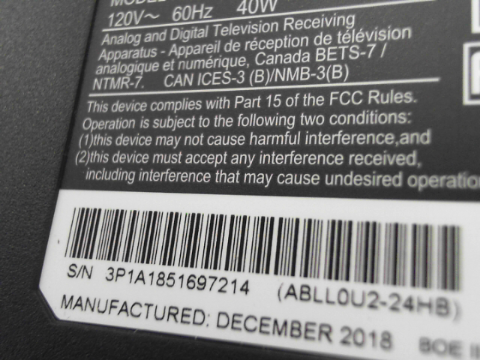 MODEL
120V~ 60Hz 40W
Analog and Digital Television Receiving
Apparatus - Appareil de réception de télévision
analogique et numérique, Canada BETS-7 /
NTMR-7. CAN ICES-3 (B)/NMB-3(B)
This device complies with Part 15 of the FCC Rules.
Operation is subject to the following two conditions:
(1)this device may not cause harmful interference,and
(2)this device must accept any interference received,
including interference that may cause undesired operatio
S/N 3P1A1851697214 (ABLL0U2-24HB)
MANUFACTURED: DECEMBER 2018 BOE